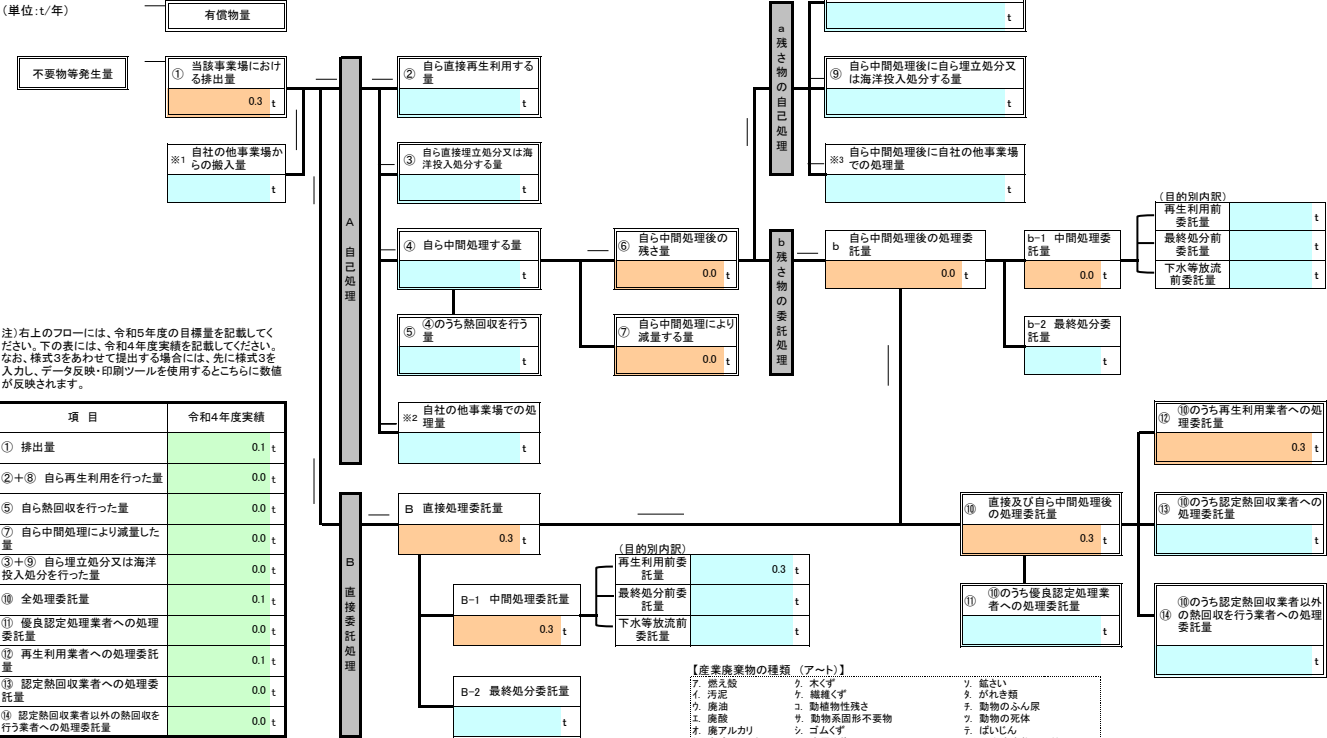 (単位:t/年)
有償物量
不要物等発生量
① 当該事業場におけ
る排出量
0.3 t
※1 自社の他事業場か
らの搬入量
t
A 自己処理
② 自ら直接再生利用する
量
t
③ 自ら直接埋立処分又は海
洋投入処分する量
t
④ 自ら中間処理する量
t
⑤ ④のうち熱回収を行う
量
t
※2 自社の他事業場での処
理量
t
⑥ 自ら中間処理後の
残さ量
0.0 t
⑦ 自ら中間処理により
減量する量
0.0 t
a 残さ物の自己処理
t
⑨ 自ら中間処理後に自ら埋立処分又
は海洋投入処分する量
t
※3 自ら中間処理後に自社の他事業場
での処理量
t
b 残さ物の委託処理
b 自ら中間処理後の処理委
託量
0.0 t
b-1 中間処理委
託量
0.0 t
(目的別内訳)
再生利用前
委託量 t
最終処分前
委託量 t
下水等放流
前委託量 t
b-2 最終処分委
託量
t
注)右上のフローには、令和5年度の目標量を記載してく
ださい。下の表には、令和4年度実績を記載してください。
なお、様式3をあわせて提出する場合には、先に様式3を
入力し、データ反映・印刷ツールを使用するとこちらに数値
が反映されます。
項 目 令和4年度実績
① 排出量 0.1 t
②+⑧ 自ら再生利用を行った量 0.0 t
⑤ 自ら熱回収を行った量 0.0 t
⑦ 自ら中間処理により減量した
量 0.0 t
③+⑨ 自ら埋立処分又は海洋
投入処分を行った量 0.0 t
⑩ 全処理委託量 0.1 t
⑪ 優良認定処理業者への処理
委託量 0.0 t
⑫ 再生利用業者への処理委託
量 0.1 t
⑬ 認定熱回収業者への処理委
託量 0.0 t
⑭ 認定熱回収業者以外の熱回収を
行う業者への処理委託量 0.0 t
B 直接委託処理
B 直接処理委託量
0.3 t
B-1 中間処理委託量
0.3 t
(目的別内訳)
再生利用前委
託量 0.3 t
最終処分前委
託量 t
下水等放流前
委託量 t
B-2 最終処分委託量
t
⑩ 直接及び自ら中間処理後
の処理委託量
0.3 t
⑪ ⑩のうち優良認定処理業
者への処理委託量
t
⑫ ⑩のうち再生利用業者への処
理委託量
0.3 t
⑬ ⑩のうち認定熱回収業者への
処理委託量
t
⑭ ⑩のうち認定熱回収業者以外
の熱回収を行う業者への処理
委託量
t
【産業廃棄物の種類 (ア~ト)】
ア. 燃え殻 ク. 木くず ソ. 鉱さい
イ. 汚泥 ケ. 繊維くず タ. がれき類
ウ. 廃油 コ. 動植物性残さ チ. 動物のふん尿
エ. 廃酸 サ. 動物系固形不要物 ツ. 動物の死体
オ. 廃アルカリ シ. ゴムくず テ. ばいじん